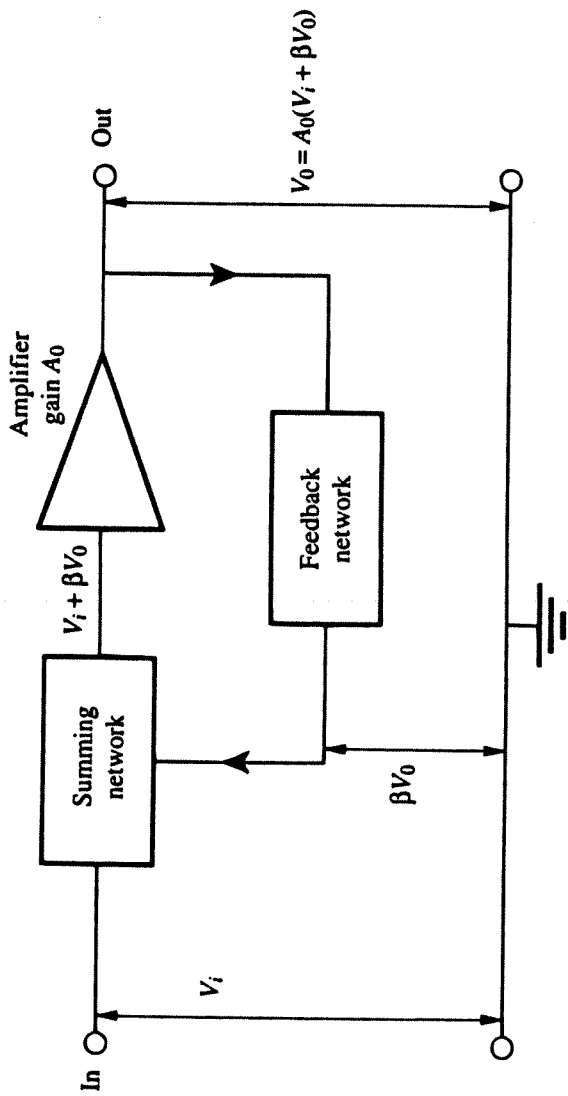 Amplifier
gain A₀
In
Summing
network
Vᵢ + βV₀
Out
Vᵢ
Feedback
network
βV₀
V₀ = A₀(Vᵢ + βV₀)